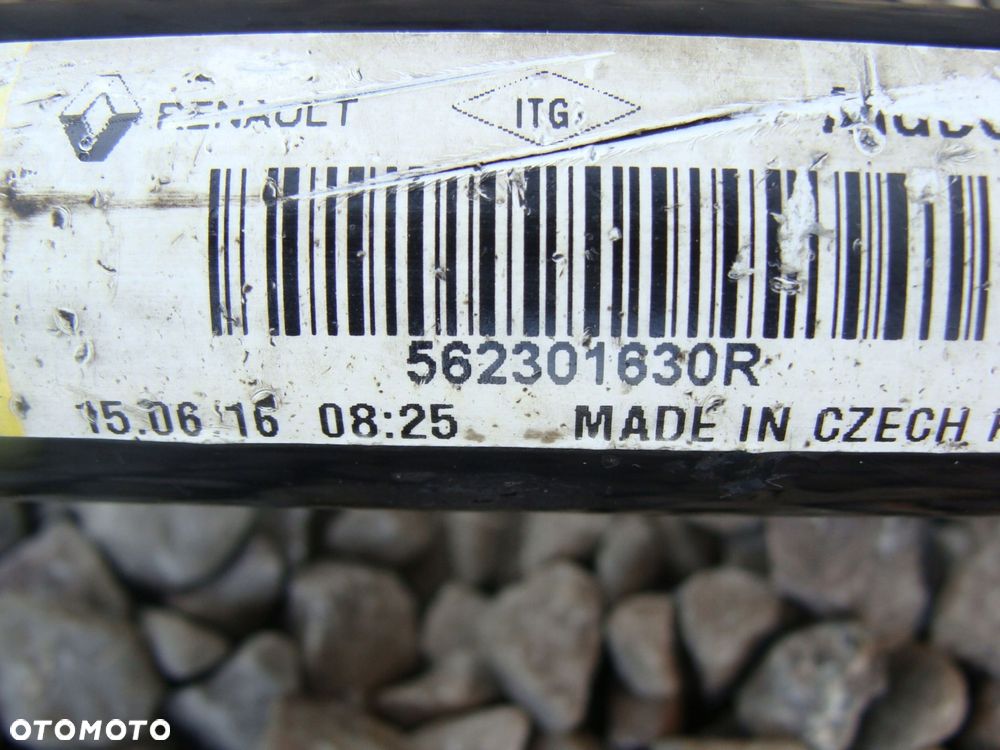 RENAULT ITG
562301630R
15.06 16 08:25 MADE IN CZECH
OTOMOTO